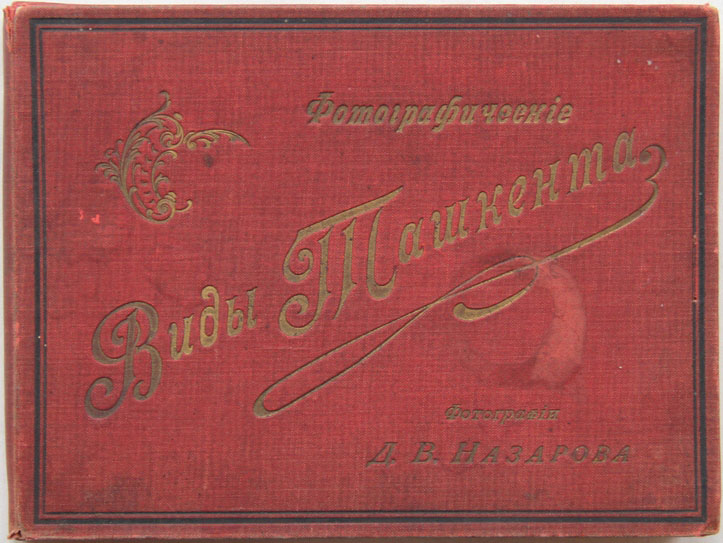 Фотографическіе
Виды Ташкента
Фотографіи
Д. В. Назарова